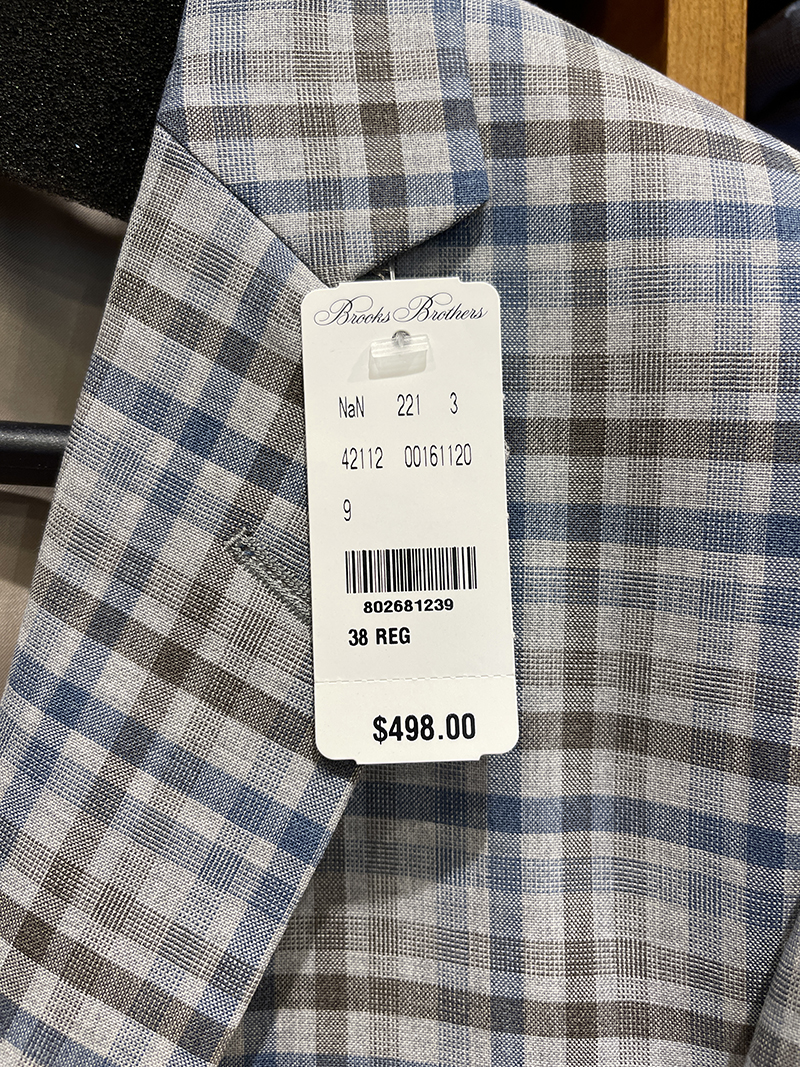 Brooks Brothers
NaN 221 3
42112 00161120
9
802681239
38 REG
$498.00